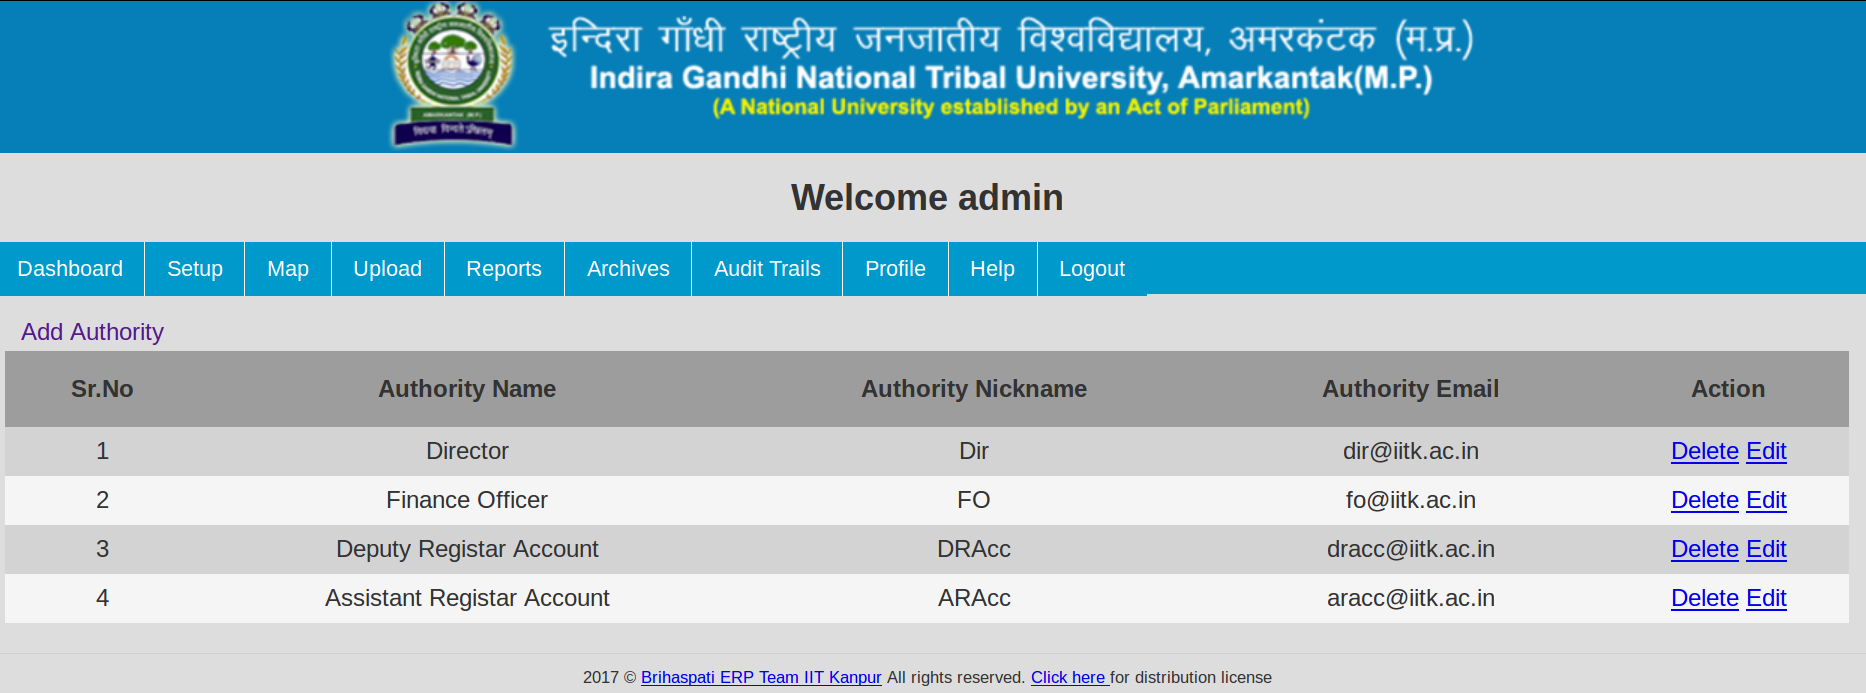 इन्दिरा गाँधी राष्ट्रीय जनजातीय विश्वविद्यालय, अमरकंटक (म.प्र.)
Indira Gandhi National Tribal University, Amarkantak(M.P.)
(A National University established by an Act of Parliament)
Welcome admin
Dashboard Setup Map Upload Reports Archives Audit Trails Profile Help Logout
Add Authority
Sr.No Authority Name Authority Nickname Authority Email Action
1 Director Dir dir@iitk.ac.in Delete Edit
2 Finance Officer FO fo@iitk.ac.in Delete Edit
3 Deputy Registar Account DRAcc dracc@iitk.ac.in Delete Edit
4 Assistant Registar Account ARAcc aracc@iitk.ac.in Delete Edit
2017 © Brihaspati ERP Team IIT Kanpur All rights reserved. Click here for distribution license